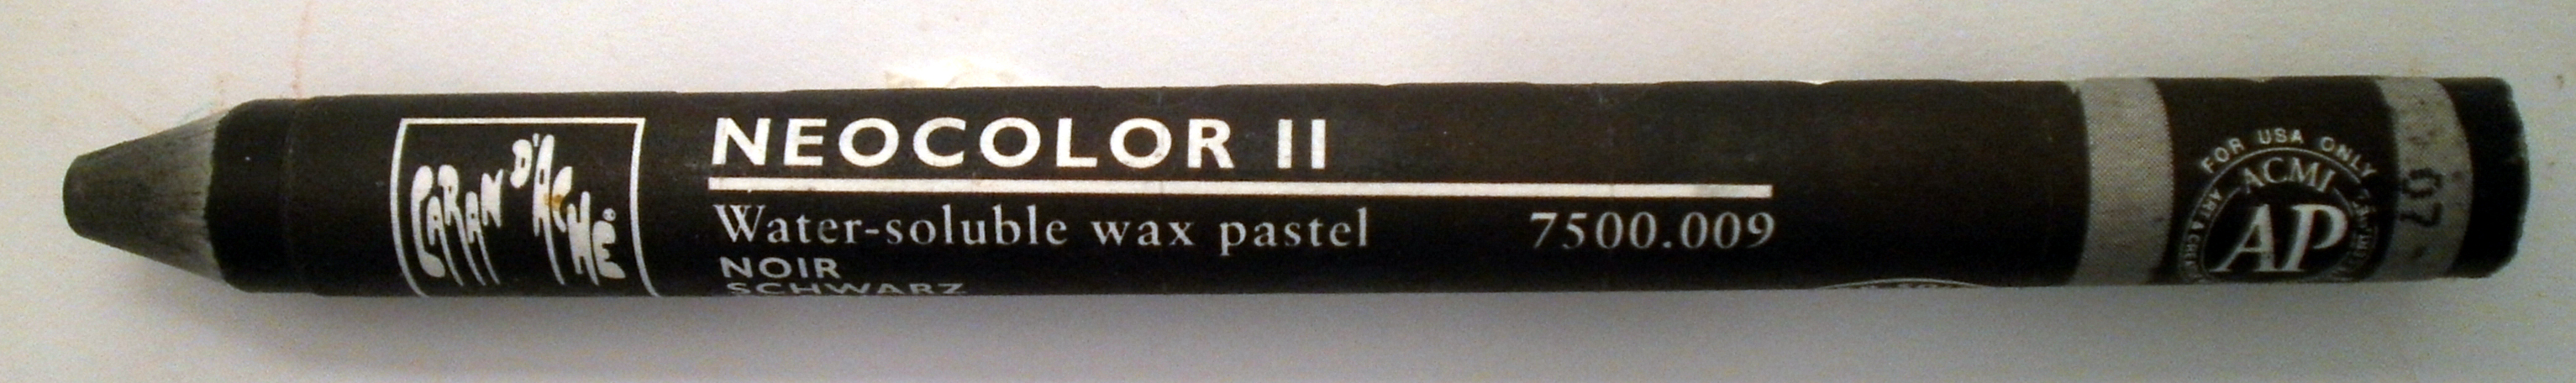 CARAN D'ACHE
NEOCOLOR II
Water-soluble wax pastel 7500.009
NOIR
SCHWARZ
FOR USA ONLY
ACMI
AP
07